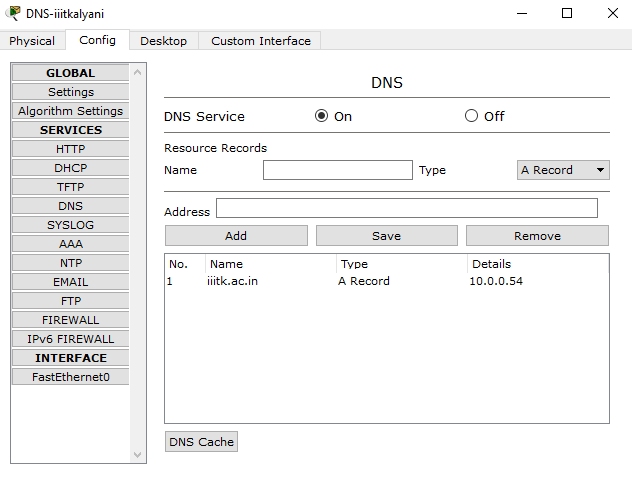 DNS-iiitkalyani
Physical Config Desktop Custom Interface
GLOBAL
Settings
Algorithm Settings
SERVICES
HTTP
DHCP
TFTP
DNS
SYSLOG
AAA
NTP
EMAIL
FTP
FIREWALL
IPv6 FIREWALL
INTERFACE
FastEthernet0
DNS
DNS Service On Off
Resource Records
Name Type A Record
Address
Add Save Remove
No. Name Type Details
1 iiitk.ac.in A Record 10.0.0.54
DNS Cache